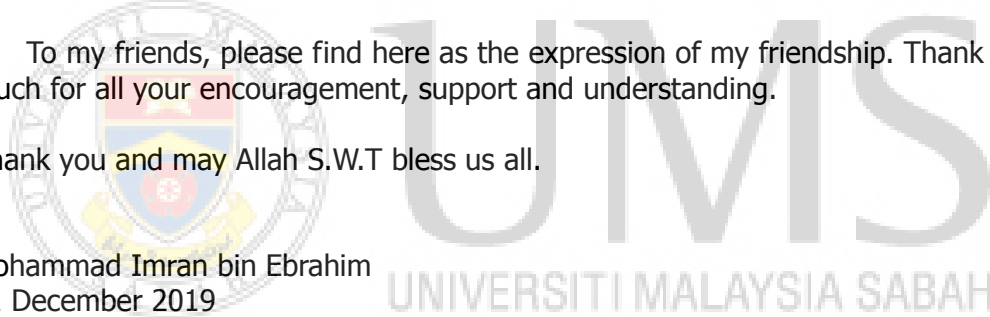 To my friends, please find here as the expression of my friendship. Thank
uch for all your encouragement, support and understanding.
hank you and may Allah S.W.T bless us all.
ohammad Imran bin Ebrahim
December 2019
UMS
UNIVERSITI MALAYSIA SABAH